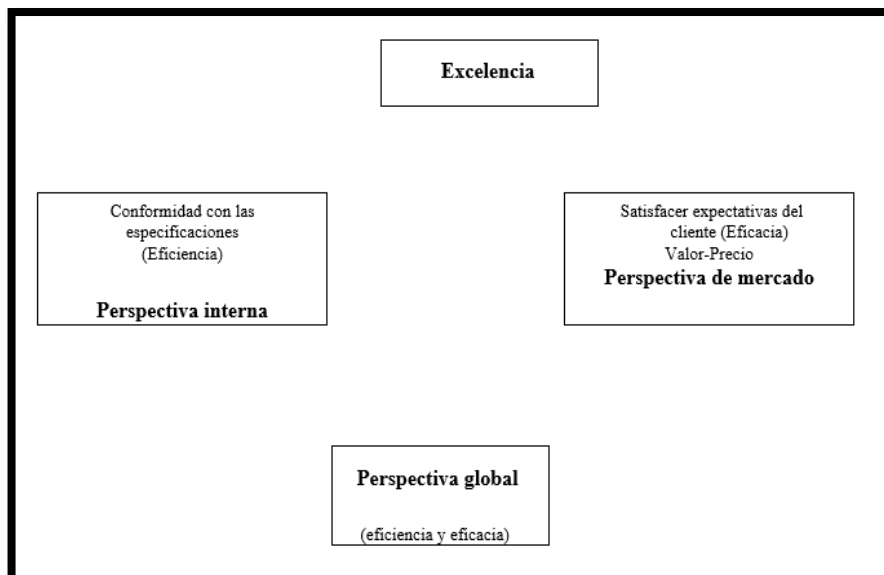 Excelencia
Conformidad con las
especificaciones
(Eficiencia)
Perspectiva interna
Satisfacer expectativas del
cliente (Eficacia)
Valor-Precio
Perspectiva de mercado
Perspectiva global
(eficiencia y eficacia)